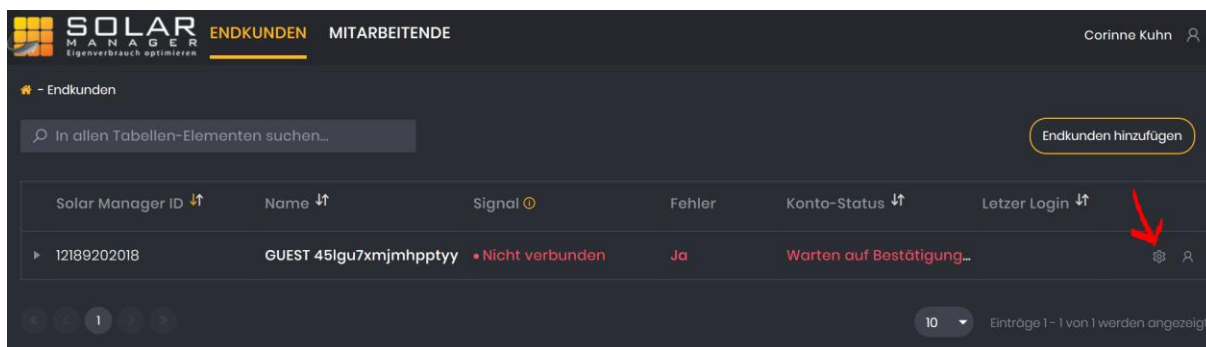 SOLAR
MANAGER
Eigenverbrauch optimieren
ENDKUNDEN MITARBEITENDE
Corinne Kuhn
- Endkunden
In allen Tabellen-Elementen suchen...
Endkunden hinzufügen
Solar Manager ID Name Signal Fehler Konto-Status Letzer Login
12189202018 GUEST 45lgu7xmjmhpptyy • Nicht verbunden Ja Warten auf Bestätigung...
1 10 Einträge 1 - 1 von 1 werden angezeigt